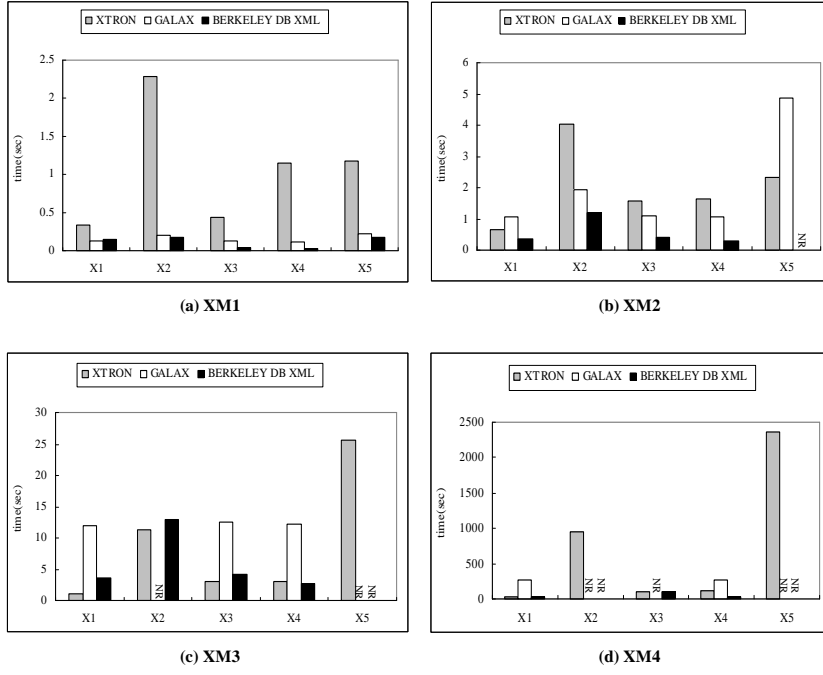 XTRON GALAX BERKELEY DB XML
2.5
2
1.5
1
0.5
0
time(sec)
X1 X2 X3 X4 X5
(a) XM1
XTRON GALAX BERKELEY DB XML
6
5
4
3
2
1
0
time(sec)
NR
X1 X2 X3 X4 X5
(b) XM2
XTRON GALAX BERKELEY DB XML
30
25
20
15
10
5
0
time(sec)
NR NR NR
X1 X2 X3 X4 X5
(c) XM3
XTRON GALAX BERKELEY DB XML
2500
2000
1500
1000
500
0
time(sec)
NR NR NR NR NR
X1 X2 X3 X4 X5
(d) XM4